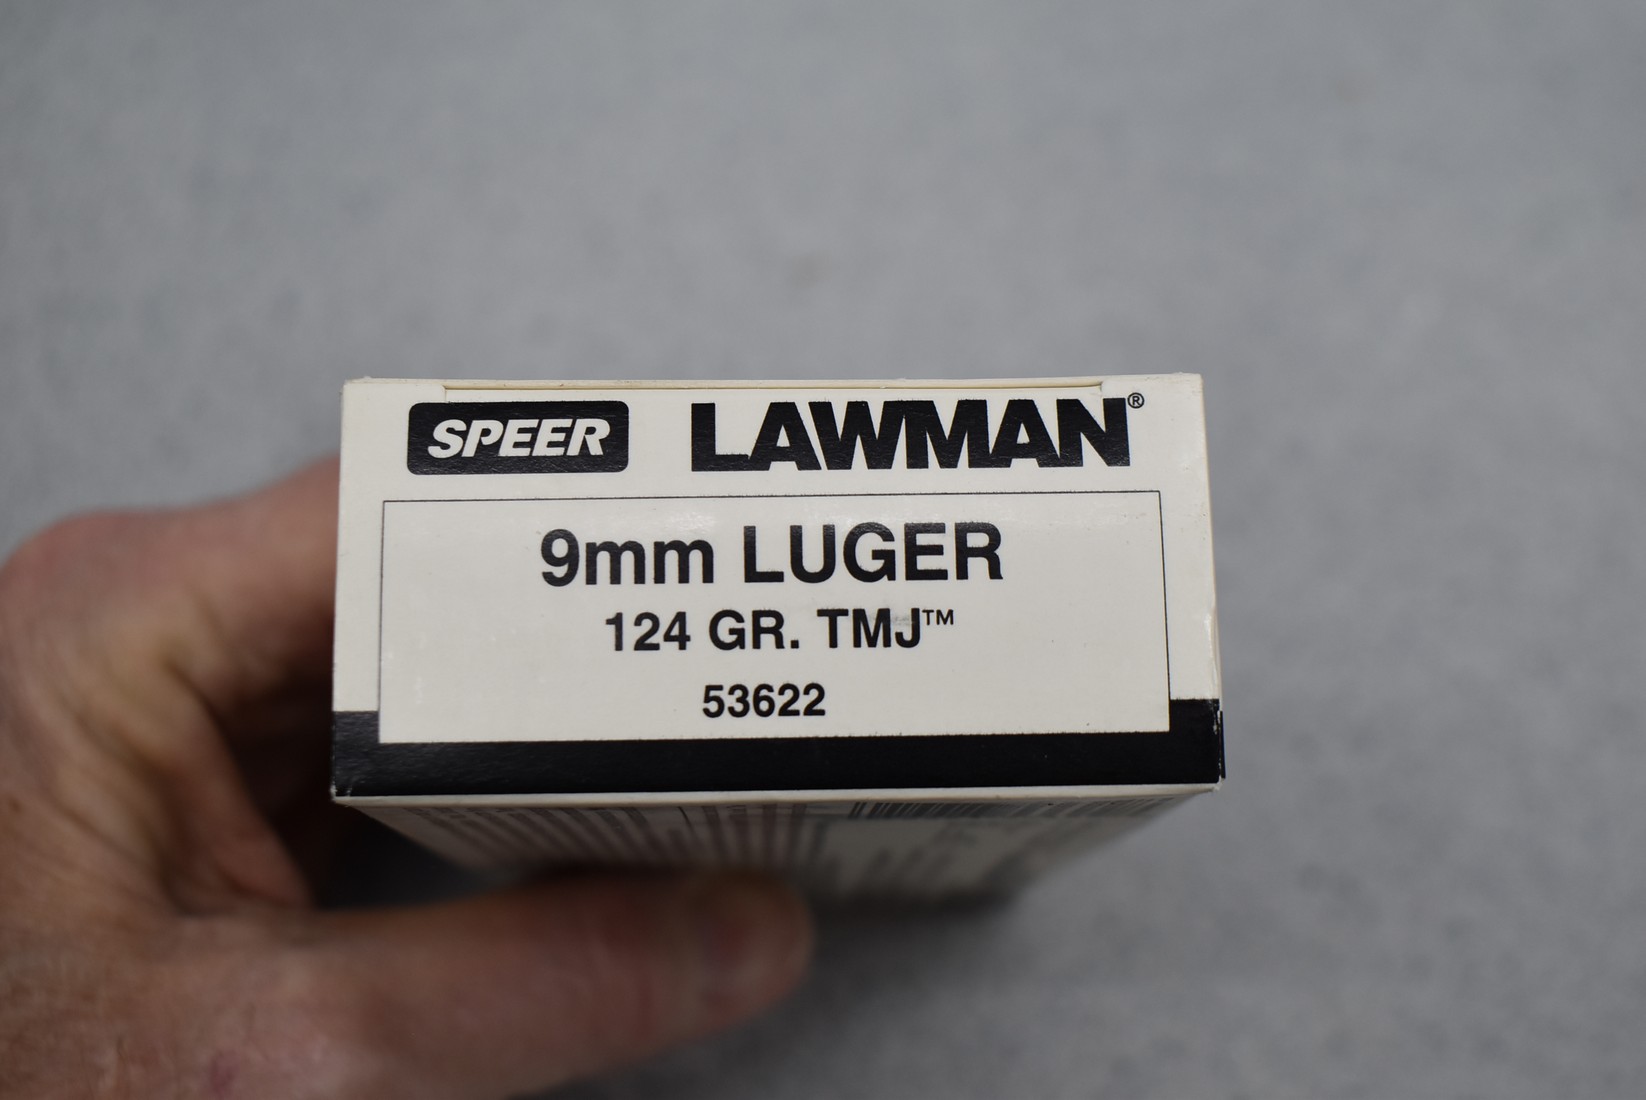 SPEER LAWMAN®
9mm LUGER
124 GR. TMJ™
53622